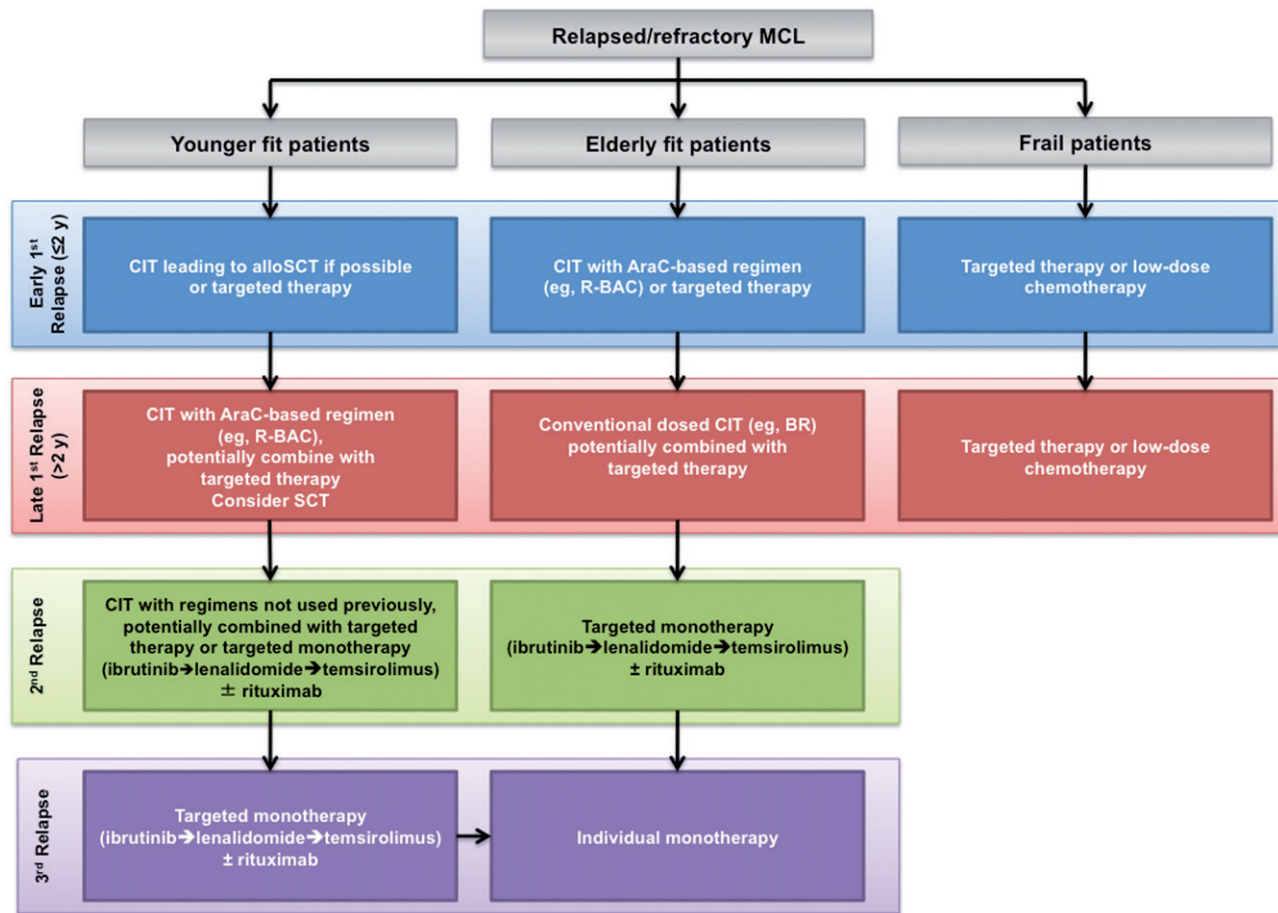 Relapsed/refractory MCL
Younger fit patients
Elderly fit patients
Frail patients
Early 1st
Relapse (≤2 y)
CIT leading to alloSCT if possible
or targeted therapy
CIT with AraC-based regimen
(eg, R-BAC) or targeted therapy
Targeted therapy or low-dose
chemotherapy
Late 1st Relapse
(>2 y)
CIT with AraC-based regimen
(eg, R-BAC),
potentially combine with
targeted therapy
Consider SCT
Conventional dosed CIT (eg, BR)
potentially combined with
targeted therapy
Targeted therapy or low-dose
chemotherapy
2nd Relapse
CIT with regimens not used previously,
potentially combined with targeted
therapy or targeted monotherapy
(ibrutinib➔lenalidomide➔temsirolimus)
± rituximab
Targeted monotherapy
(ibrutinib➔lenalidomide➔temsirolimus)
± rituximab
3rd Relapse
Targeted monotherapy
(ibrutinib➔lenalidomide➔temsirolimus)
± rituximab
Individual monotherapy